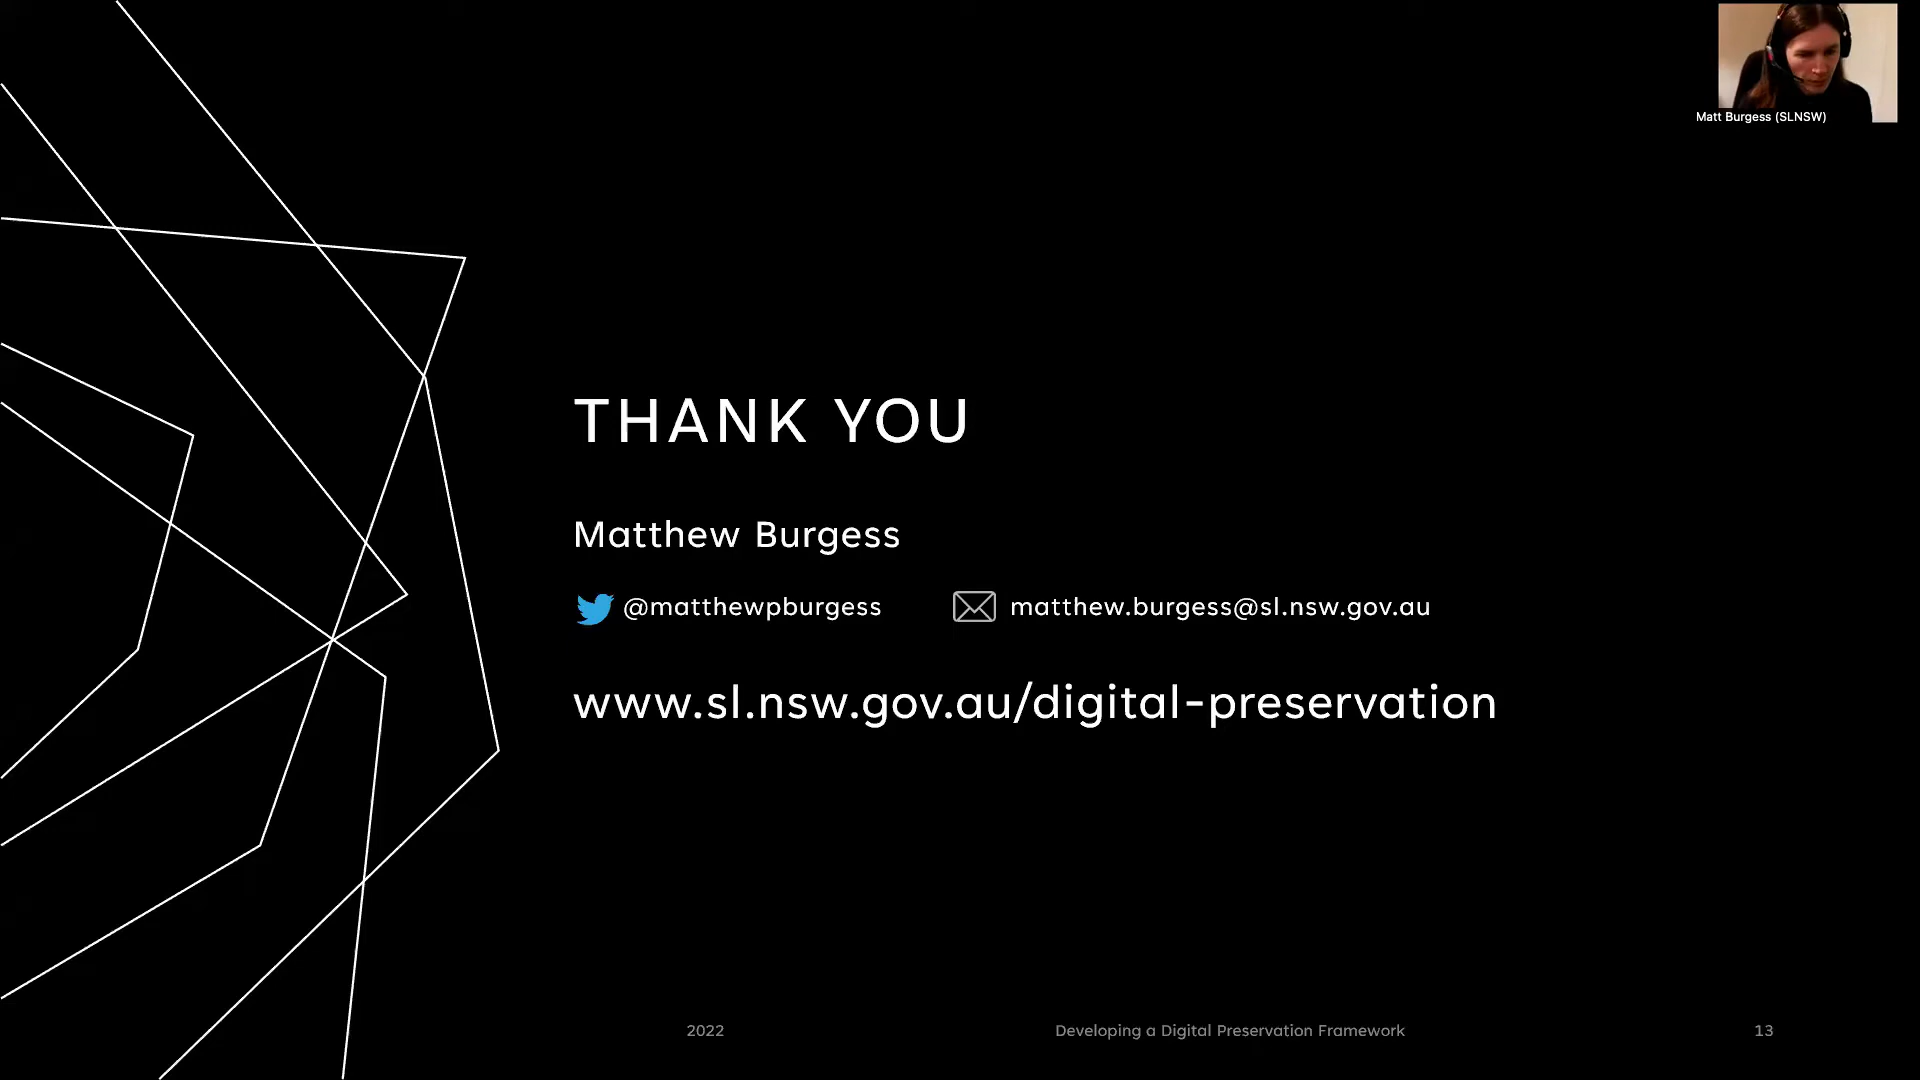 Matt Burgess (SLNSW)
THANK YOU
Matthew Burgess
@matthewpburgess matthew.burgess@sl.nsw.gov.au
www.sl.nsw.gov.au/digital-preservation
2022 Developing a Digital Preservation Framework 13